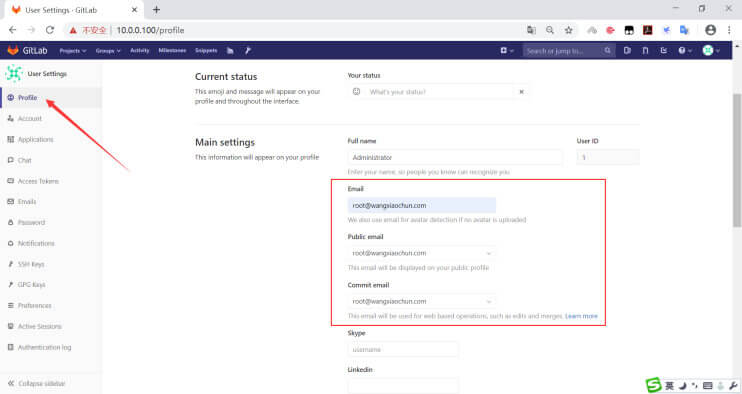 User Settings · GitLab
不安全 10.0.0.100/profile
GitLab Projects Groups Activity Milestones Snippets Search or jump to...
User Settings
Profile
Account
Applications
Chat
Access Tokens
Emails
Password
Notifications
SSH Keys
GPG Keys
Preferences
Active Sessions
Authentication log
Collapse sidebar
Current status
This emoji and message will appear on your
profile and throughout the interface.
Your status
What's your status?
Main settings
This information will appear on your profile
Full name
Administrator
Enter your name, so people you know can recognize you
User ID
1
Email
root@wangxiaochun.com
We also use email for avatar detection if no avatar is uploaded
Public email
root@wangxiaochun.com
This email will be displayed on your public profile
Commit email
root@wangxiaochun.com
This email will be used for web based operations, such as edits and merges. Learn more
Skype
username
Linkedin
英